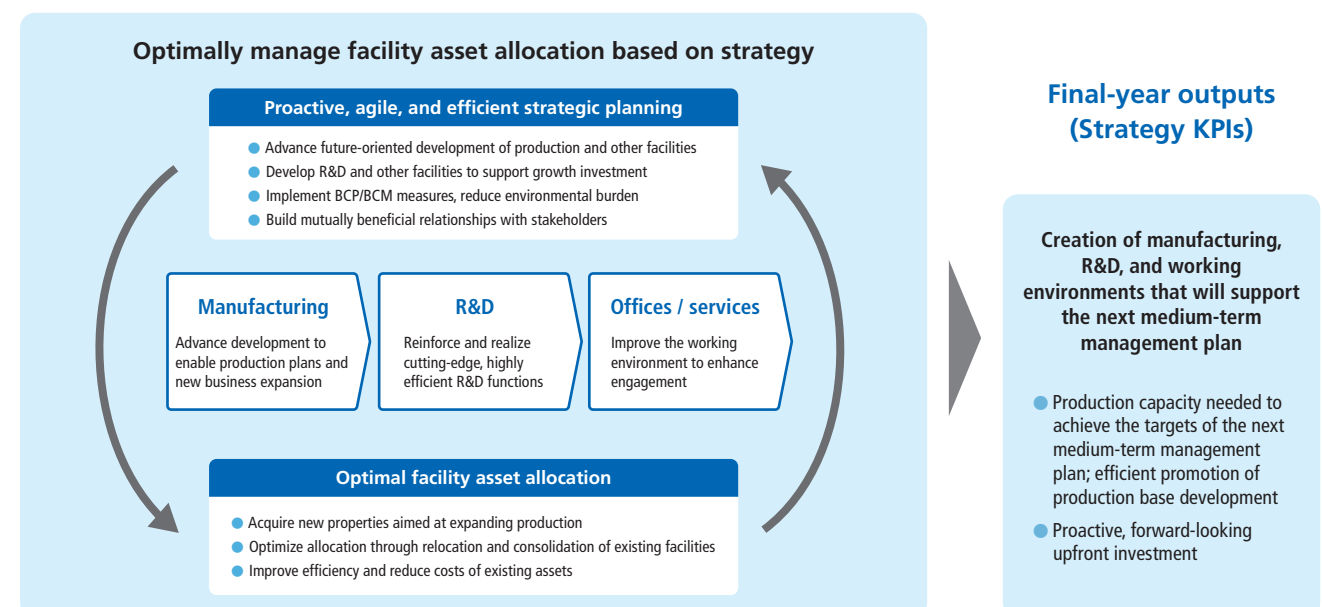 Optimally manage facility asset allocation based on strategy
Proactive, agile, and efficient strategic planning
● Advance future-oriented development of production and other facilities
● Develop R&D and other facilities to support growth investment
● Implement BCP/BCM measures, reduce environmental burden
● Build mutually beneficial relationships with stakeholders
Manufacturing
Advance development to
enable production plans and
new business expansion
R&D
Reinforce and realize
cutting-edge, highly
efficient R&D functions
Offices / services
Improve the working
environment to enhance
engagement
Optimal facility asset allocation
● Acquire new properties aimed at expanding production
● Optimize allocation through relocation and consolidation of existing facilities
● Improve efficiency and reduce costs of existing assets
Final-year outputs
(Strategy KPIs)
Creation of manufacturing,
R&D, and working
environments that will support
the next medium-term
management plan
● Production capacity needed to
achieve the targets of the next
medium-term management
plan; efficient promotion of
production base development
● Proactive, forward-looking
upfront investment